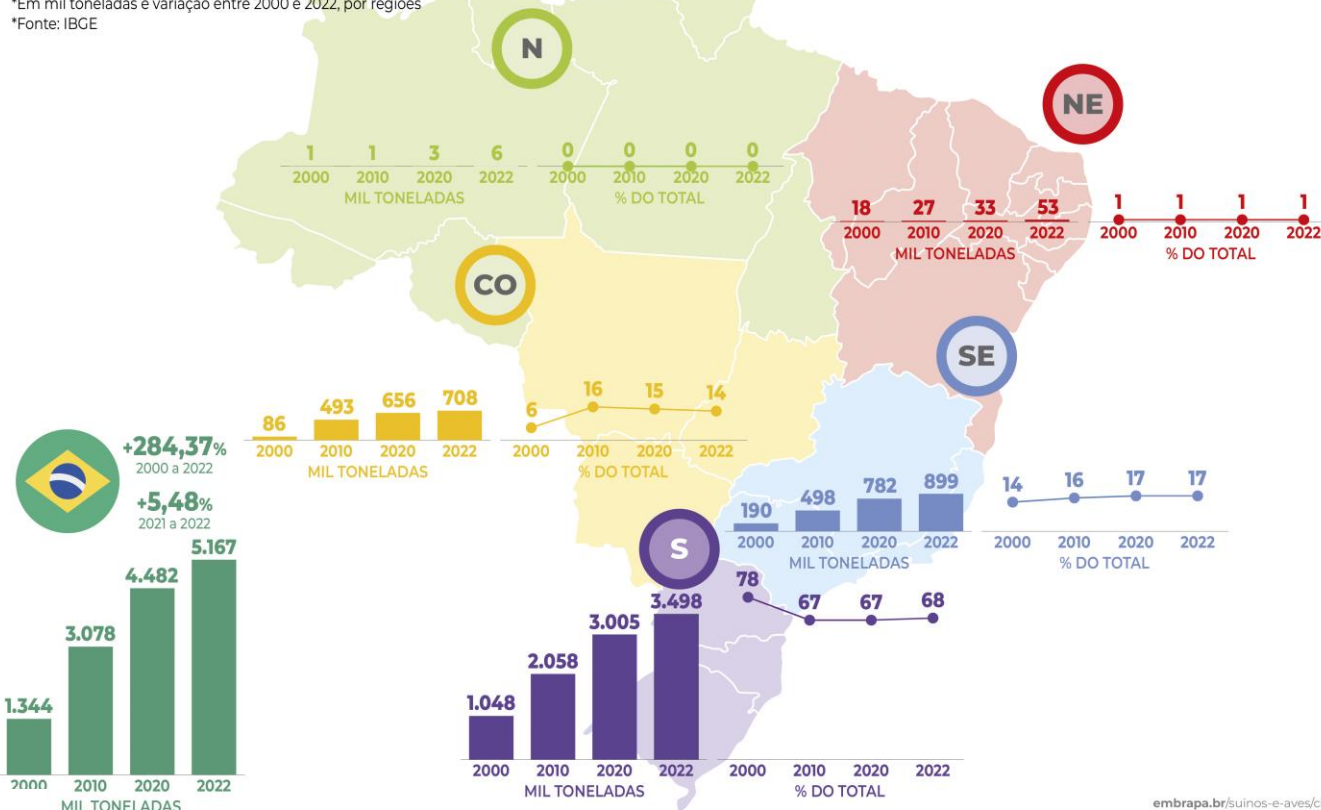 *Em mil toneladas e variação entre 2000 e 2022, por regiões
*Fonte: IBGE
N
1 1 3 6
2000 2010 2020 2022
MIL TONELADAS
0 0 0 0
2000 2010 2020 2022
% DO TOTAL
NE
18 27 33 53
2000 2010 2020 2022
MIL TONELADAS
1 1 1 1
2000 2010 2020 2022
% DO TOTAL
CO
86 493 656 708
2000 2010 2020 2022
MIL TONELADAS
6 16 15 14
2000 2010 2020 2022
% DO TOTAL
SE
190 498 782 899
2000 2010 2020 2022
MIL TONELADAS
14 16 17 17
2000 2010 2020 2022
% DO TOTAL
+284,37%
2000 a 2022
+5,48%
2021 a 2022
1.344 3.078 4.482 5.167
2000 2010 2020 2022
MIL TONELADAS
S
1.048 2.058 3.005 3.498
2000 2010 2020 2022
MIL TONELADAS
78 67 67 68
2000 2010 2020 2022
% DO TOTAL
embrapa.br/suinos-e-aves/c